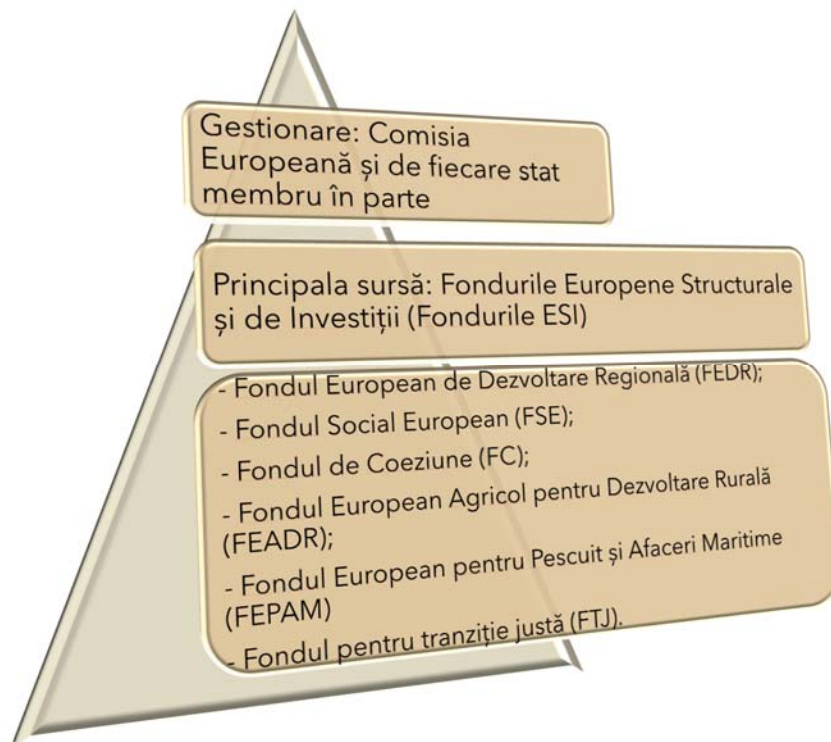 Gestionare: Comisia
Europeană și de fiecare stat
membru în parte
Principala sursă: Fondurile Europene Structurale
și de Investiții (Fondurile ESI)
- Fondul European de Dezvoltare Regională (FEDR);
- Fondul Social European (FSE);
- Fondul de Coeziune (FC);
- Fondul European Agricol pentru Dezvoltare Rurală
(FEADR);
- Fondul European pentru Pescuit și Afaceri Maritime
(FEPAM)
- Fondul pentru tranziție justă (FTJ).